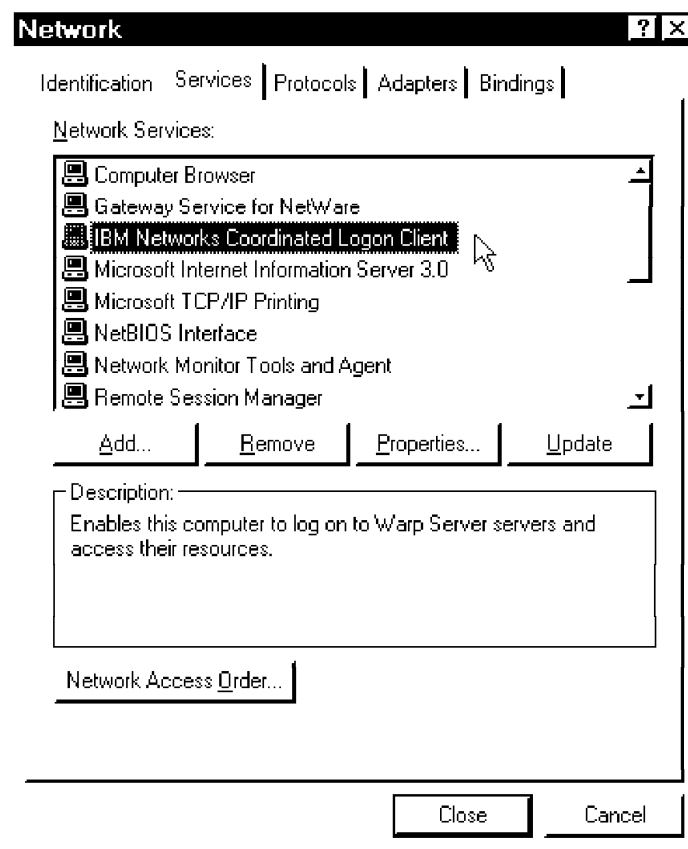 Network
Identification Services Protocols Adapters Bindings
Network Services:
Computer Browser
Gateway Service for NetWare
IBM Networks Coordinated Logon Client
Microsoft Internet Information Server 3.0
Microsoft TCP/IP Printing
NetBIOS Interface
Network Monitor Tools and Agent
Remote Session Manager
Add... Remove Properties... Update
Description:
Enables this computer to log on to Warp Server servers and
access their resources.
Network Access Order...
Close Cancel